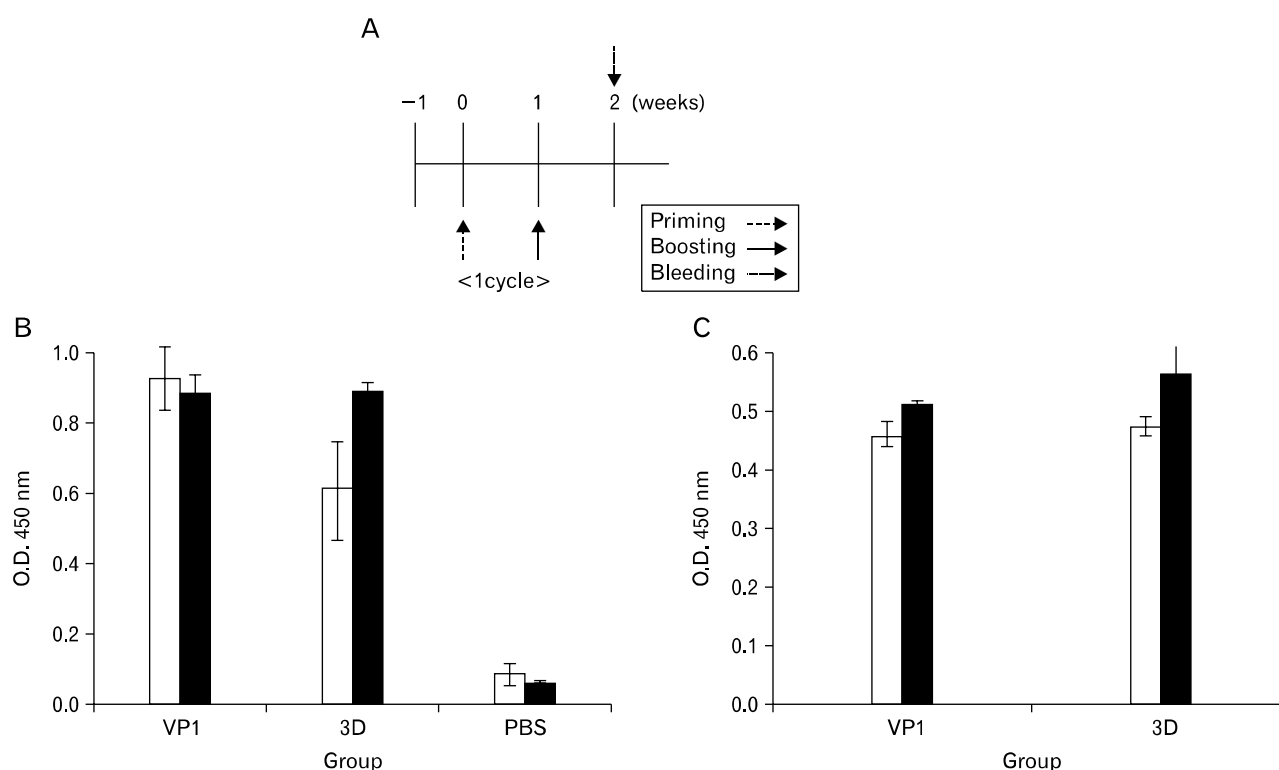 A
−1 0 1 2 (weeks)
Priming
Boosting
Bleeding
<1cycle>
B
1.0
0.8
0.6
0.4
0.2
0.0
O.D. 450 nm
VP1 3D PBS
Group
C
0.6
0.5
0.4
0.3
0.2
0.1
0.0
O.D. 450 nm
VP1 3D
Group